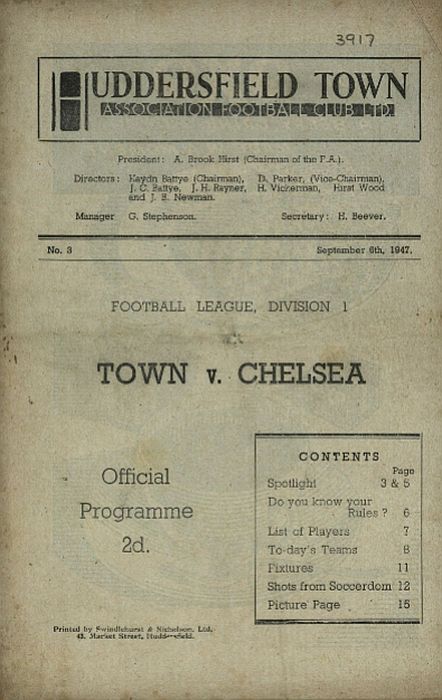 3917
HUDDERSFIELD TOWN
ASSOCIATION FOOTBALL CLUB LTD.
President: A. Brook Hirst (Chairman of the F.A.).
Directors: Haydn Battye (Chairman), D. Parker, (Vice-Chairman),
J. C. Battye, J. H. Rayner, H. Vickerman, Hirst Wood
and J. B. Newman.
Manager G. Stephenson. Secretary: H. Beever.
No. 3 September 6th, 1947.
FOOTBALL LEAGUE, DIVISION 1
TOWN v. CHELSEA
Official
Programme
2d.
CONTENTS
Page
Spotlight 3 & 5
Do you know your
Rules? 6
List of Players 7
To-day's Teams 8
Fixtures 11
Shots from Soccerdom 12
Picture Page 15
Printed by Swindlehurst & Nicholson, Ltd.
43, Market Street, Huddersfield.